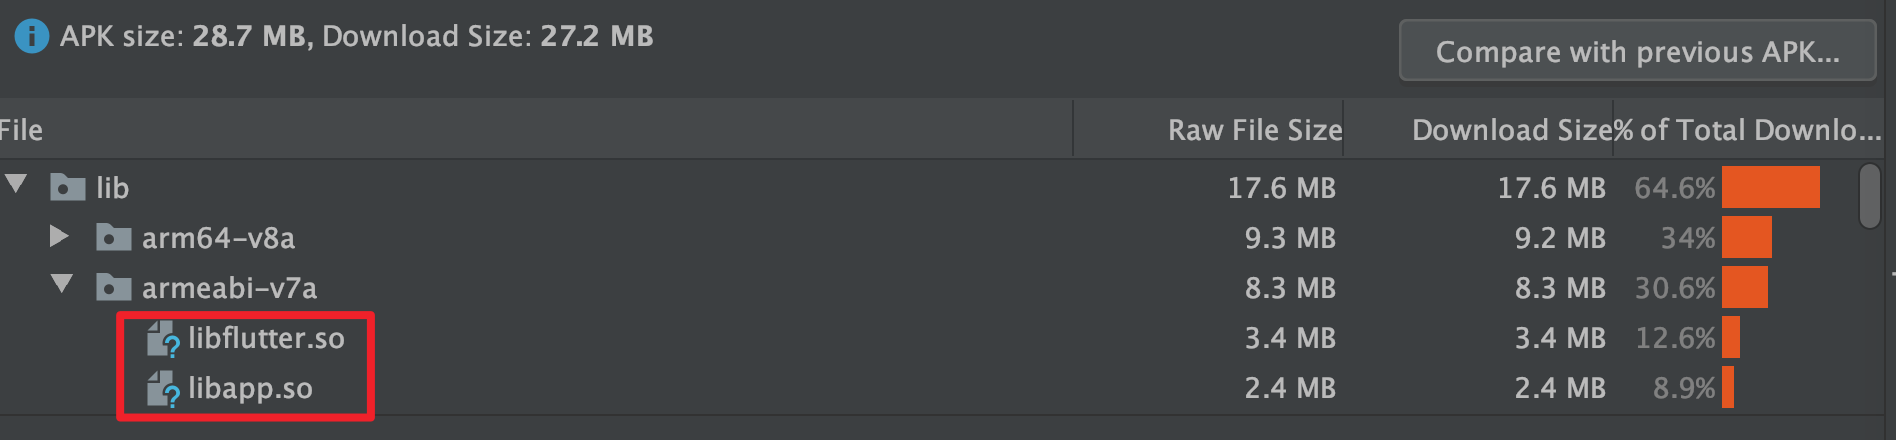 APK size: 28.7 MB, Download Size: 27.2 MB
Compare with previous APK...
File Raw File Size Download Size % of Total Downlo...
lib 17.6 MB 17.6 MB 64.6%
arm64-v8a 9.3 MB 9.2 MB 34%
armeabi-v7a 8.3 MB 8.3 MB 30.6%
libflutter.so 3.4 MB 3.4 MB 12.6%
libapp.so 2.4 MB 2.4 MB 8.9%